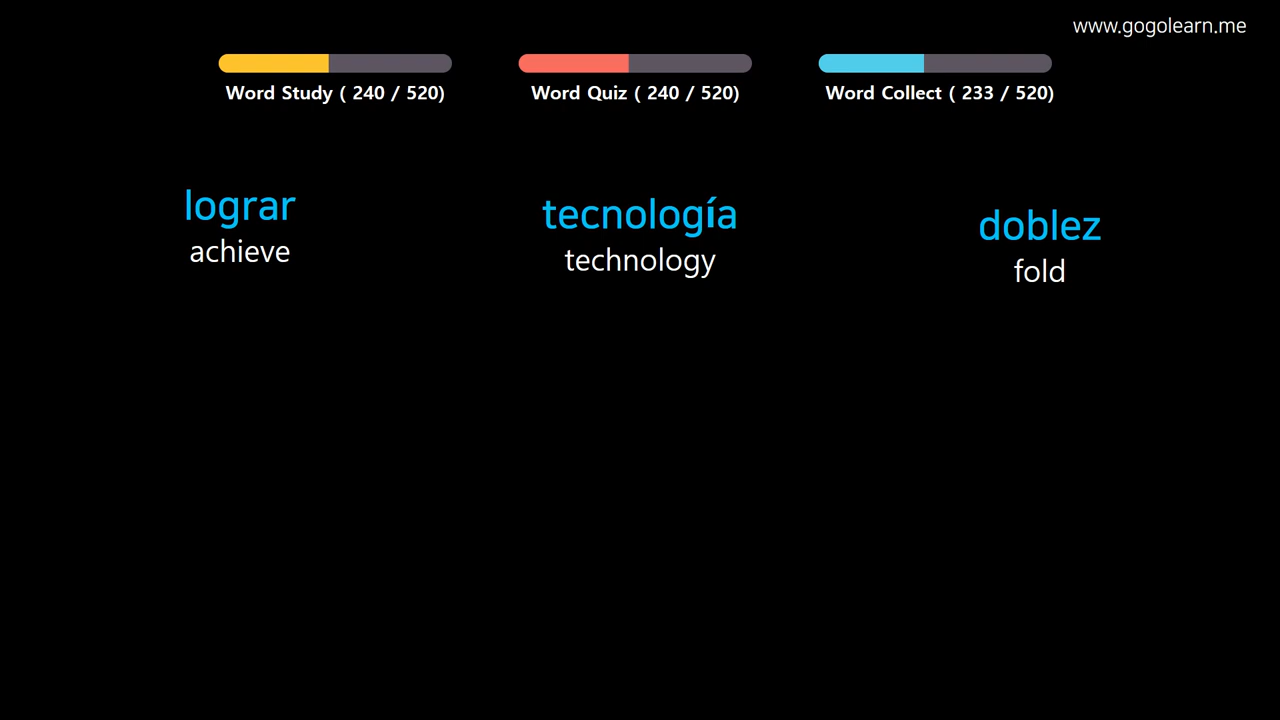 www.gogolearn.me
Word Study ( 240 / 520)
Word Quiz ( 240 / 520)
Word Collect ( 233 / 520)
lograr
achieve
tecnología
technology
doblez
fold